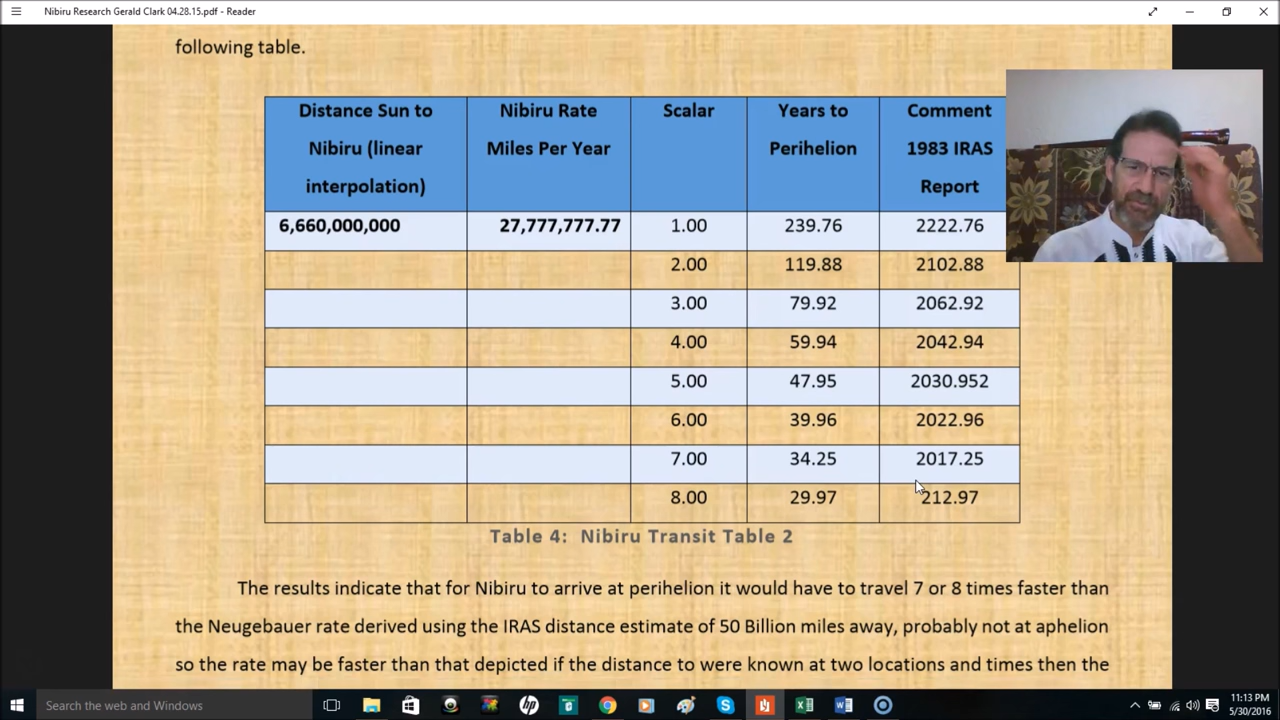 Nibiru Research Gerald Clark 04.28.15.pdf - Reader
following table.
Distance Sun to Nibiru (linear interpolation) Nibiru Rate Miles Per Year Scalar Years to Perihelion Comment 1983 IRAS Report
6,660,000,000 27,777,777.77 1.00 239.76 2222.76
2.00 119.88 2102.88
3.00 79.92 2062.92
4.00 59.94 2042.94
5.00 47.95 2030.952
6.00 39.96 2022.96
7.00 34.25 2017.25
8.00 29.97 212.97
Table 4: Nibiru Transit Table 2
The results indicate that for Nibiru to arrive at perihelion it would have to travel 7 or 8 times faster than
the Neugebauer rate derived using the IRAS distance estimate of 50 Billion miles away, probably not at aphelion
so the rate may be faster than that depicted if the distance to were known at two locations and times then the
Search the web and Windows
11:13 PM
5/30/2016